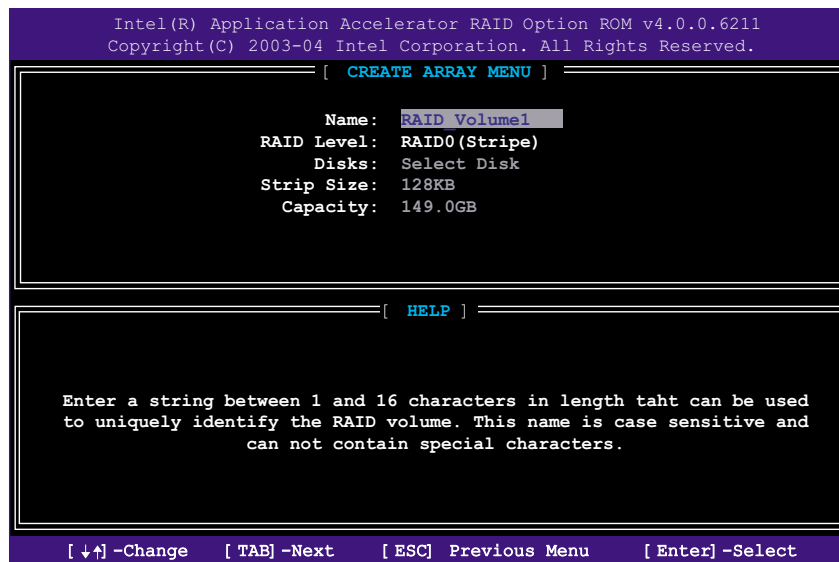 Intel(R) Application Accelerator RAID Option ROM v4.0.0.6211
Copyright(C) 2003-04 Intel Corporation. All Rights Reserved.
[ CREATE ARRAY MENU ]
Name: RAID_Volume1
RAID Level: RAID0(Stripe)
Disks: Select Disk
Strip Size: 128KB
Capacity: 149.0GB
[ HELP ]
Enter a string between 1 and 16 characters in length taht can be used
to uniquely identify the RAID volume. This name is case sensitive and
can not contain special characters.
[↓↑]-Change [TAB]-Next [ESC] Previous Menu [Enter]-Select